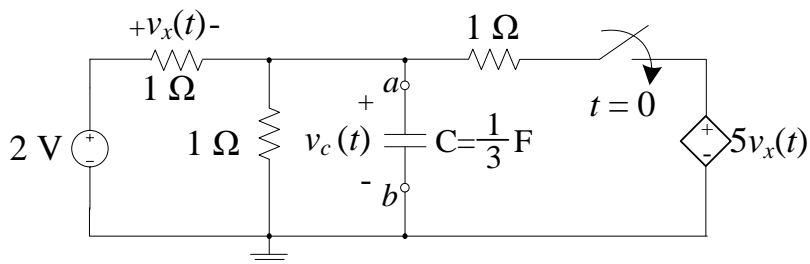 +vx(t)-
1 Ω
1 Ω
2 V
+
-
1 Ω
+
vc(t)
-
a
b
C=1/3 F
t = 0
+
-
5vx(t)